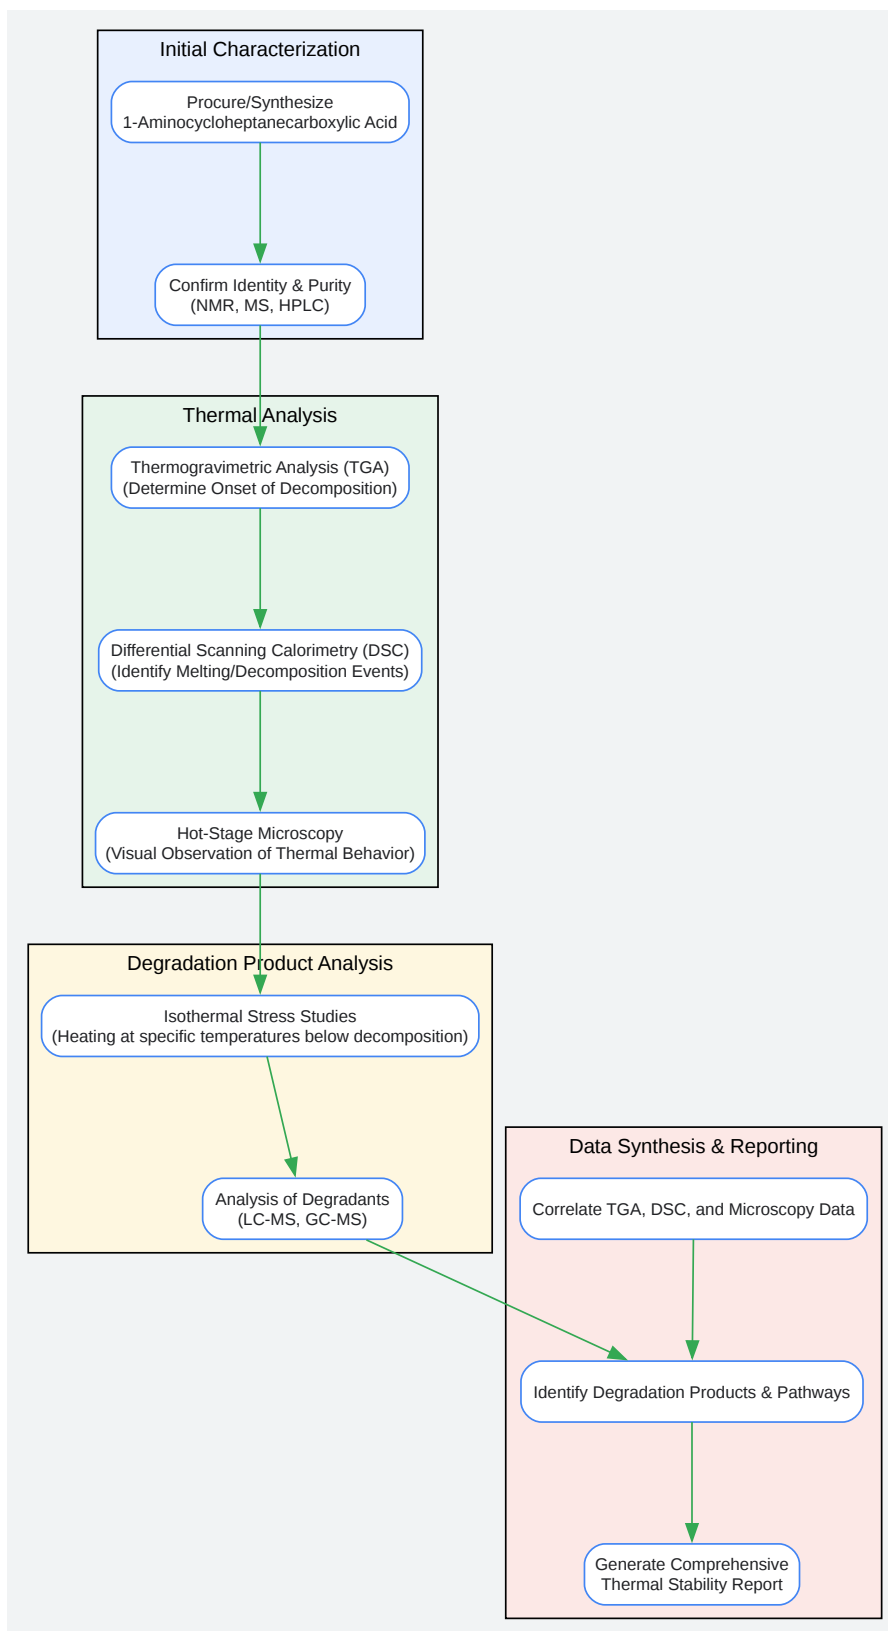 Initial Characterization
Procure/Synthesize
1-Aminocycloheptanecarboxylic Acid
Confirm Identity & Purity
(NMR, MS, HPLC)
Thermal Analysis
Thermogravimetric Analysis (TGA)
(Determine Onset of Decomposition)
Differential Scanning Calorimetry (DSC)
(Identify Melting/Decomposition Events)
Hot-Stage Microscopy
(Visual Observation of Thermal Behavior)
Degradation Product Analysis
Isothermal Stress Studies
(Heating at specific temperatures below decomposition)
Analysis of Degradants
(LC-MS, GC-MS)
Data Synthesis & Reporting
Correlate TGA, DSC, and Microscopy Data
Identify Degradation Products & Pathways
Generate Comprehensive
Thermal Stability Report